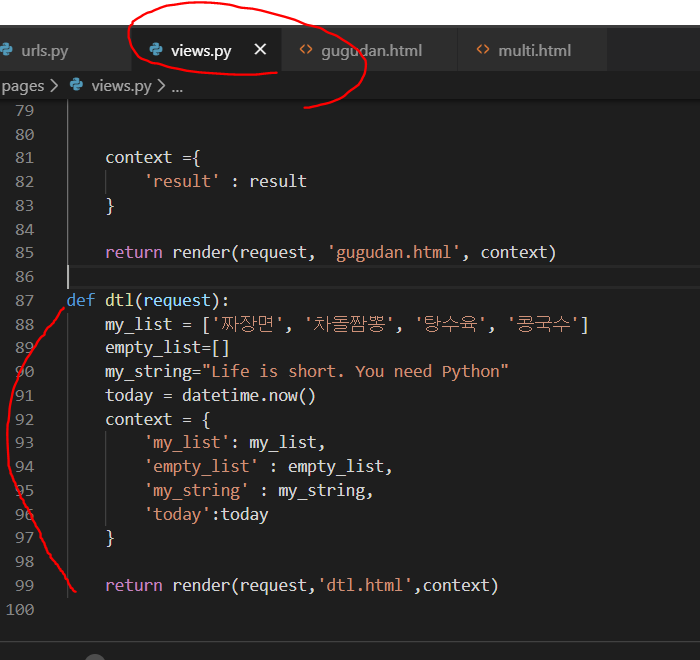 urls.py views.py × gugudan.html multi.html
pages > views.py > ...
79
80
81 context ={
82 'result' : result
83 }
84
85 return render(request, 'gugudan.html', context)
86
87 def dtl(request):
88 my_list = ['짜장면', '차돌짬뽕', '탕수육', '콩국수']
89 empty_list=[]
90 my_string="Life is short. You need Python"
91 today = datetime.now()
92 context = {
93 'my_list': my_list,
94 'empty_list' : empty_list,
95 'my_string' : my_string,
96 'today':today
97 }
98
99 return render(request,'dtl.html',context)
100